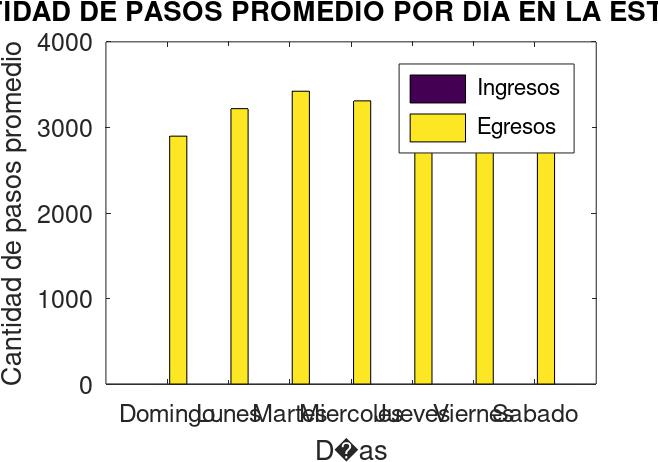 TIDAD DE PASOS PROMEDIO POR DIA EN LA EST
Cantidad de pasos promedio
4000
3000
2000
1000
0
Ingresos
Egresos
Domingo Lunes Martes Miercoles Jueves Viernes Sabado
D�as